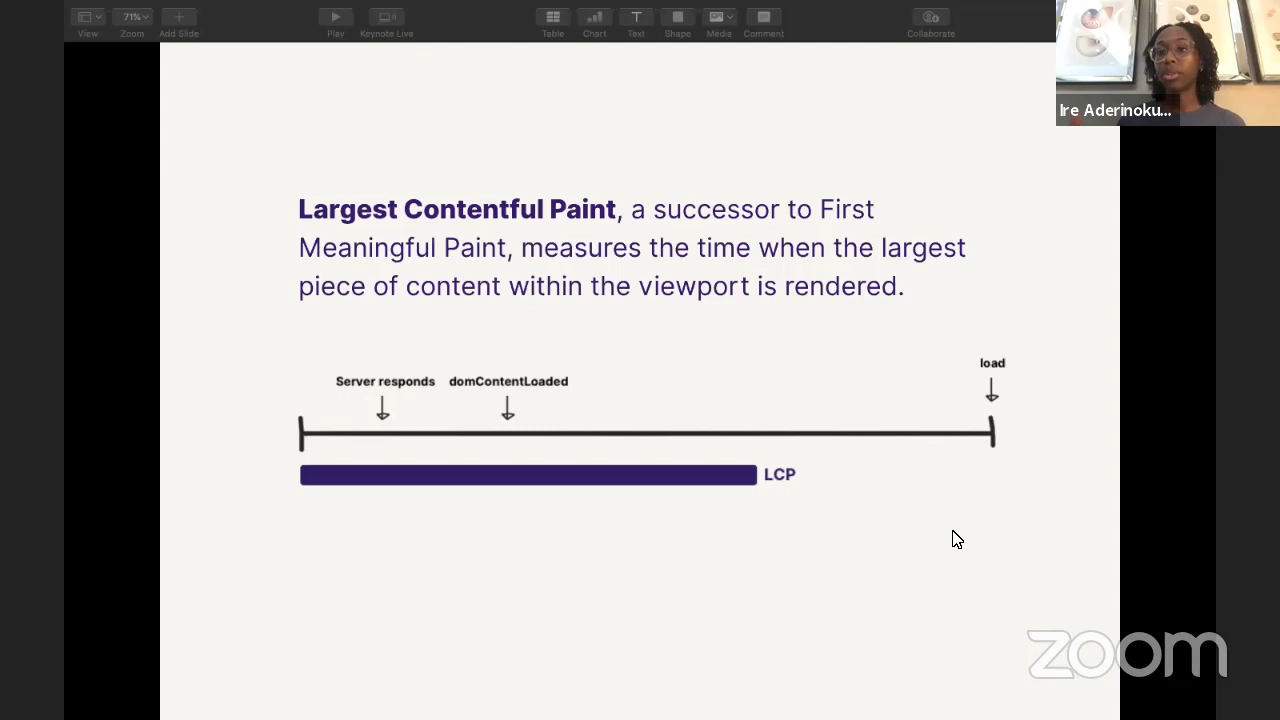 71%
View
Zoom
Add Slide
Play
Keynote Live
Table
Chart
Text
Shape
Media
Comment
Collaborate
Ire Aderinoku...
Largest Contentful Paint, a successor to First
Meaningful Paint, measures the time when the largest
piece of content within the viewport is rendered.
load
Server responds
domContentLoaded
LCP
zoom